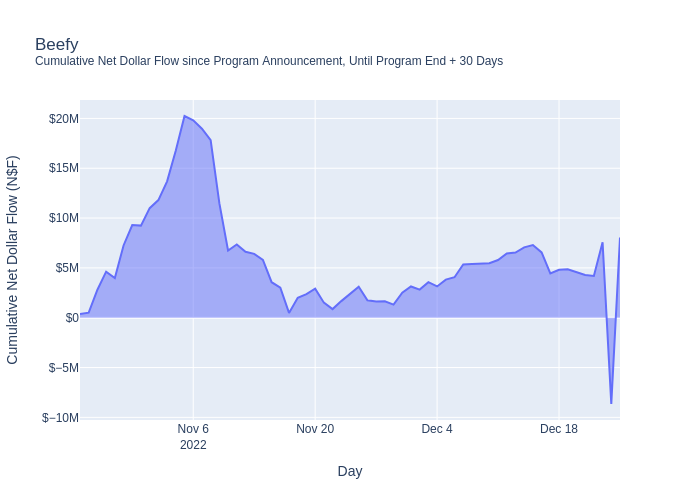 Beefy
Cumulative Net Dollar Flow since Program Announcement, Until Program End + 30 Days
Cumulative Net Dollar Flow (N$F)
$20M
$15M
$10M
$5M
$0
$−5M
$−10M
Nov 6
2022
Nov 20
Dec 4
Dec 18
Day